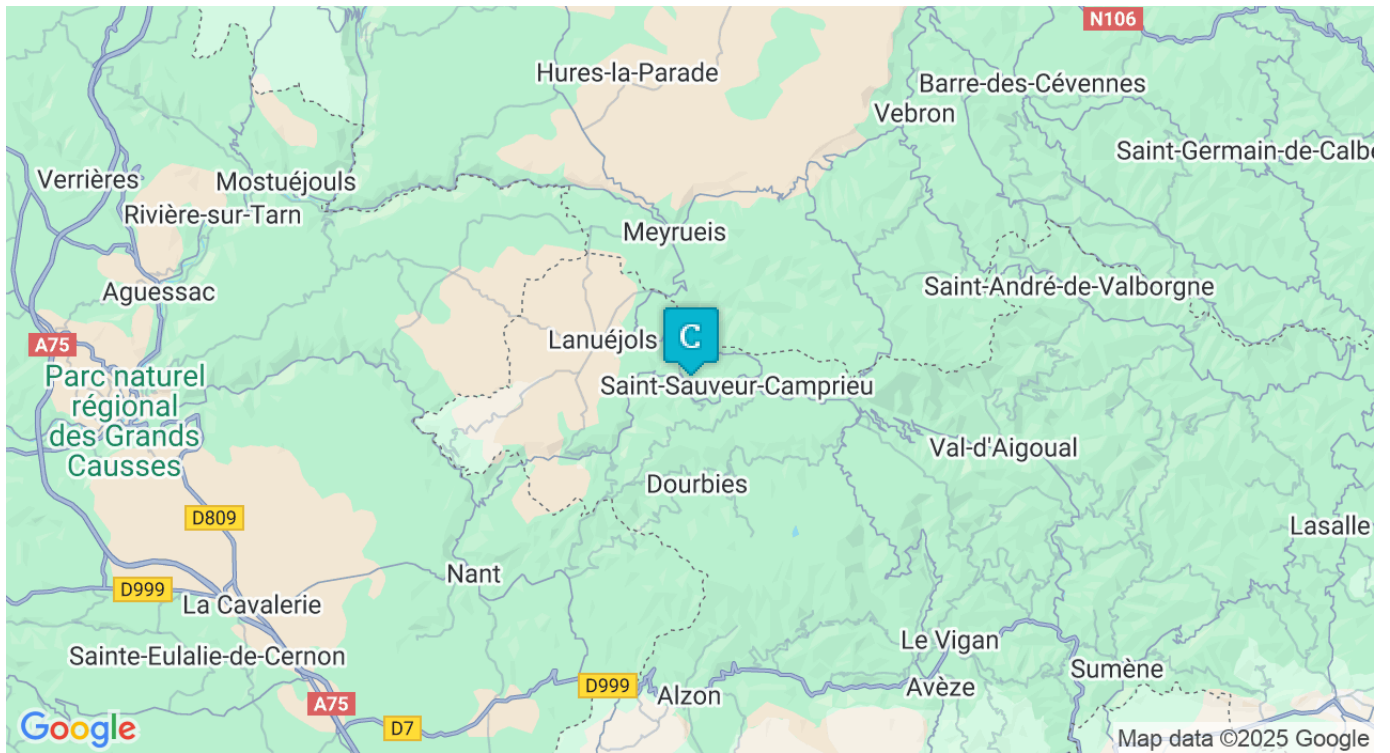 N106
Hures-la-Parade
Barre-des-Cévennes
Vebron
Saint-Germain-de-Calbe
Verrières
Mostuéjouls
Rivière-sur-Tarn
Meyrueis
Aguessac
Saint-André-de-Valborgne
A75
Lanuéjols
C
Parc naturel
régional
des Grands
Causses
Saint-Sauveur-Camprieu
Val-d'Aigoual
Dourbies
D809
Lasalle
Nant
D999
La Cavalerie
Le Vigan
Sainte-Eulalie-de-Cernon
Sumène
D999
Alzon
Avèze
A75
D7
Google
Map data ©2025 Google